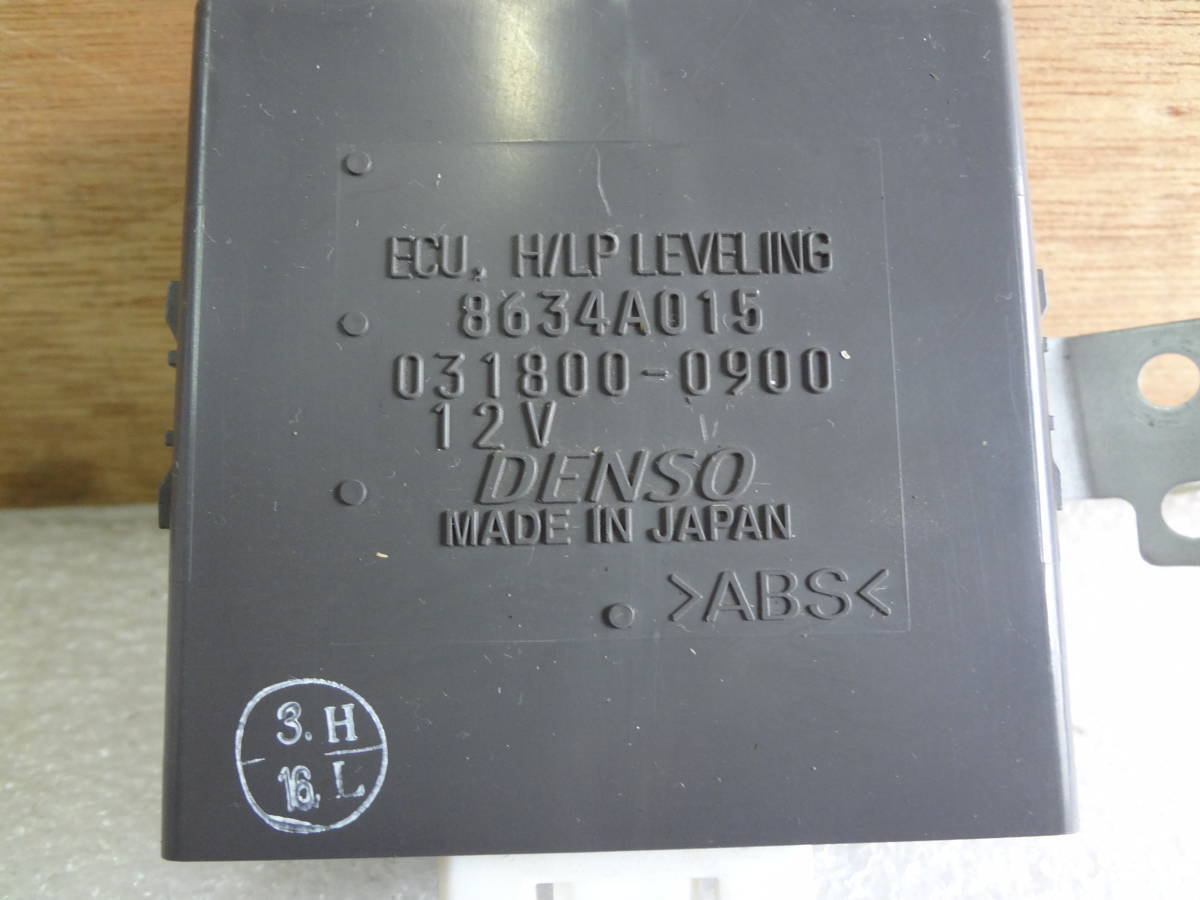 ECU, H/LP LEVELING
8634A015
031800-0900
12V
DENSO
MADE IN JAPAN
>ABS<
3. H
16. L